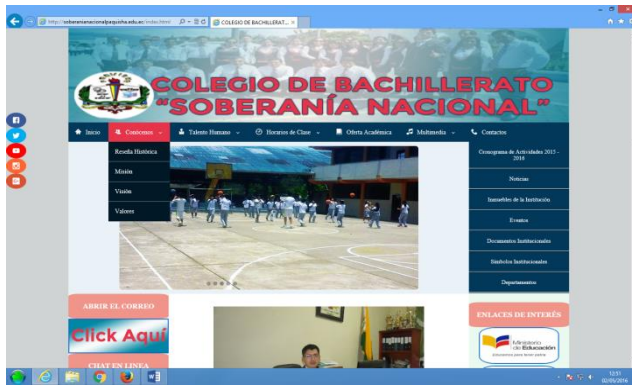 http://soberanianacionalpaquisha.edu.ec/index.html
COLEGIO DE BACHILLERAT...
COLEGIO DE BACHILLERATO
"SOBERANÍA NACIONAL"
Inicio
Conócenos
Talento Humano
Horarios de Clase
Oferta Académica
Multimedia
Contactos
Reseña Histórica
Misión
Visión
Valores
Cronograma de Actividades 2015 -
2016
Noticias
Inmuebles de la Institución
Eventos
Documentos Institucionales
Símbolos Institucionales
Departamentos
ABRIR EL CORREO
Click Aquí
CHAT EN LINEA
ENLACES DE INTERÉS
Ministerio
de Educación
12:51
02/05/2016